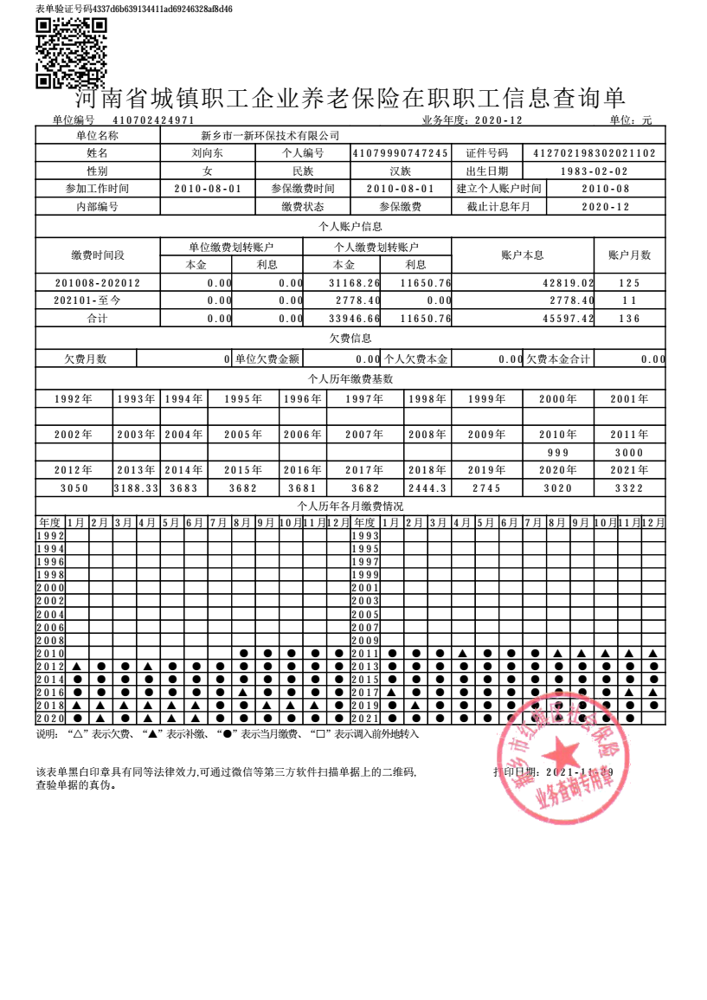 表单验证号码4337d6b639134411ad69246328af8d46
河南省城镇职工企业养老保险在职职工信息查询单
单位编号 410702424971 业务年度：2020-12 单位：元
单位名称 新乡市一新环保技术有限公司
姓名 刘向东 个人编号 41079990747245 证件号码 412702198302021102
性别 女 民族 汉族 出生日期 1983-02-02
参加工作时间 2010-08-01 参保缴费时间 2010-08-01 建立个人账户时间 2010-08
内部编号 缴费状态 参保缴费 截止计息年月 2020-12
个人账户信息
缴费时间段 单位缴费划转账户 个人缴费划转账户 账户本息 账户月数
本金 利息 本金 利息
201008-202012 0.00 0.00 31168.26 11650.76 42819.02 125
202101-至今 0.00 0.00 2778.40 0.00 2778.40 11
合计 0.00 0.00 33946.66 11650.76 45597.42 136
欠费信息
欠费月数 0 单位欠费金额 0.00 个人欠费本金 0.00 欠费本金合计 0.00
个人历年缴费基数
1992年 1993年 1994年 1995年 1996年 1997年 1998年 1999年 2000年 2001年
2002年 2003年 2004年 2005年 2006年 2007年 2008年 2009年 2010年 2011年
999 3000
2012年 2013年 2014年 2015年 2016年 2017年 2018年 2019年 2020年 2021年
3050 3188.33 3683 3682 3681 3682 2444.3 2745 3020 3322
个人历年各月缴费情况
年度 1月 2月 3月 4月 5月 6月 7月 8月 9月 10月 11月 12月 年度 1月 2月 3月 4月 5月 6月 7月 8月 9月 10月 11月 12月
1992 1993
1994 1995
1996 1997
1998 1999
2000 2001
2002 2003
2004 2005
2006 2007
2008 2009
2010 ● ● ● ● ● 2011 ● ● ● ▲ ● ● ● ▲ ▲ ▲ ▲ ▲
2012 ▲ ● ● ▲ ● ● ● ● ● ● ● ● 2013 ● ● ● ● ● ● ● ● ● ● ● ●
2014 ● ● ● ● ● ● ● ● ● ● ● ● 2015 ● ● ● ● ● ● ● ● ● ● ● ●
2016 ● ● ● ● ● ● ● ▲ ● ● ● ● 2017 ▲ ● ● ● ● ● ● ● ● ● ▲ ▲
2018 ▲ ▲ ▲ ▲ ▲ ▲ ● ● ▲ ▲ ▲ ● 2019 ● ▲ ● ● ● ● ● ● ● ● ● ●
2020 ● ▲ ● ▲ ▲ ▲ ● ● ● ● ● ● 2021 ● ● ● ● ● ● ● ▲ ● ● ●
说明：“△”表示欠费、“▲”表示补缴、“●”表示当月缴费、“□”表示调入前外地转入
该表单黑白印章具有同等法律效力,可通过微信等第三方软件扫描单据上的二维码,
查验单据的真伪。
打印日期：2021-11-
新乡市红旗区社会保险
业务查询专用章